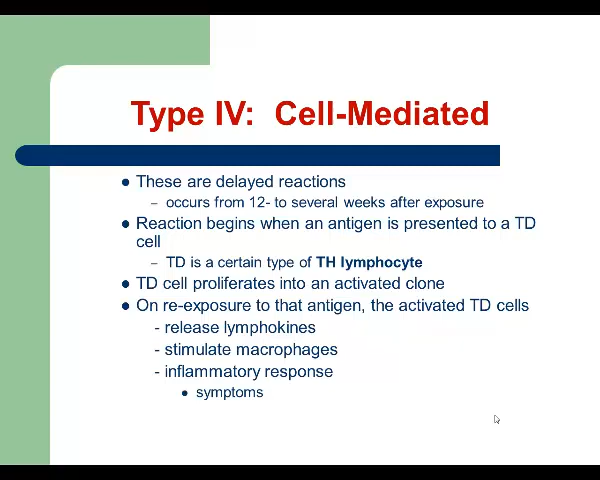 Type IV:  Cell-Mediated
● These are delayed reactions
– occurs from 12- to several weeks after exposure
● Reaction begins when an antigen is presented to a TD
cell
– TD is a certain type of TH lymphocyte
● TD cell proliferates into an activated clone
● On re-exposure to that antigen, the activated TD cells
- release lymphokines
- stimulate macrophages
- inflammatory response
● symptoms